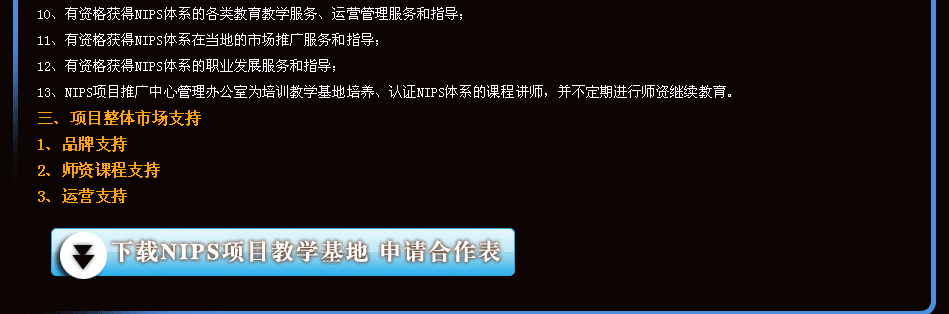 10、有资格获得NIPS体系的各类教育教学服务、运营管理服务和指导；
11、有资格获得NIPS体系在当地的市场推广服务和指导；
12、有资格获得NIPS体系的职业发展服务和指导；
13、NIPS项目推广中心管理办公室为培训教学基地培养、认证NIPS体系的课程讲师，并不定期进行师资继续教育。
三、项目整体市场支持
1、品牌支持
2、师资课程支持
3、运营支持
下载NIPS项目教学基地 申请合作表